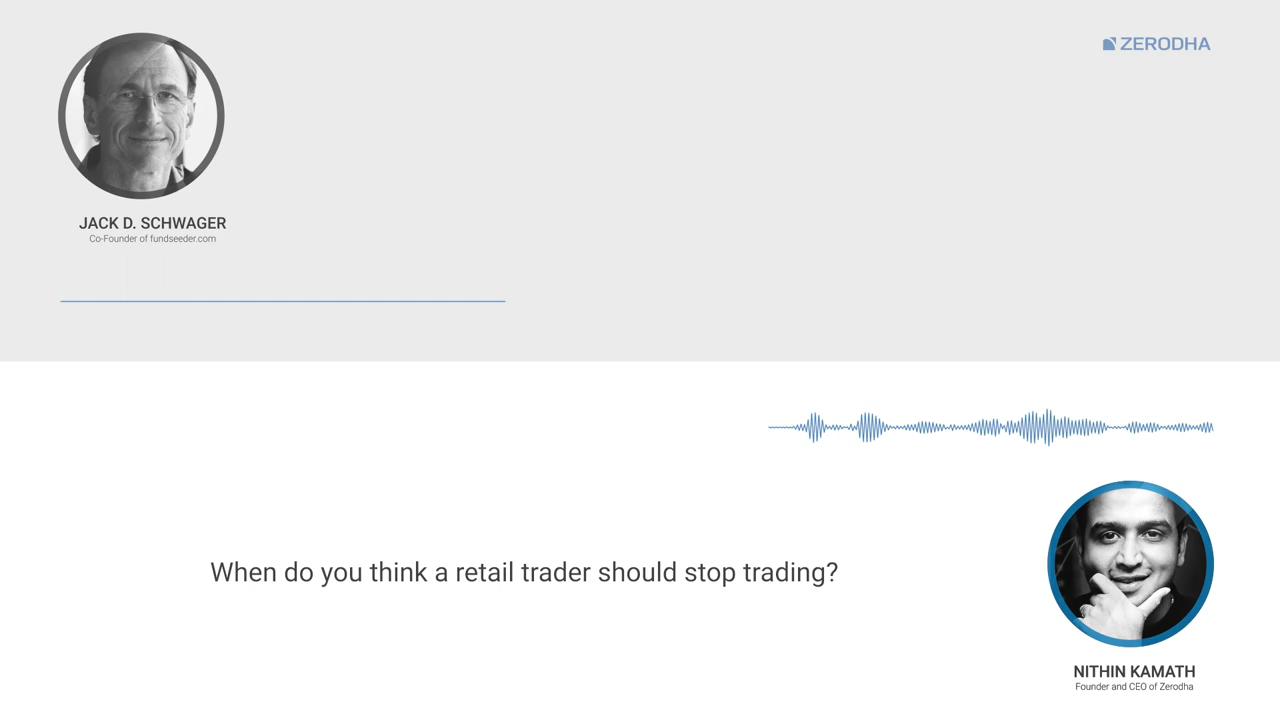 ZERODHA
JACK D. SCHWAGER
Co-Founder of fundseeder.com
When do you think a retail trader should stop trading?
NITHIN KAMATH
Founder and CEO of Zerodha